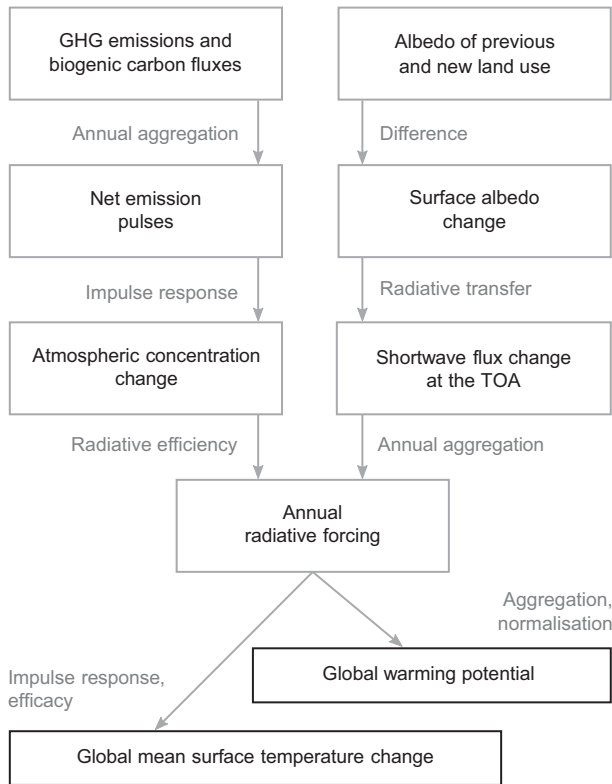 GHG emissions and
biogenic carbon fluxes
Albedo of previous
and new land use
Annual aggregation
Difference
Net emission
pulses
Surface albedo
change
Impulse response
Radiative transfer
Atmospheric concentration
change
Shortwave flux change
at the TOA
Radiative efficiency
Annual aggregation
Annual
radiative forcing
Aggregation,
normalisation
Global warming potential
Impulse response,
efficacy
Global mean surface temperature change